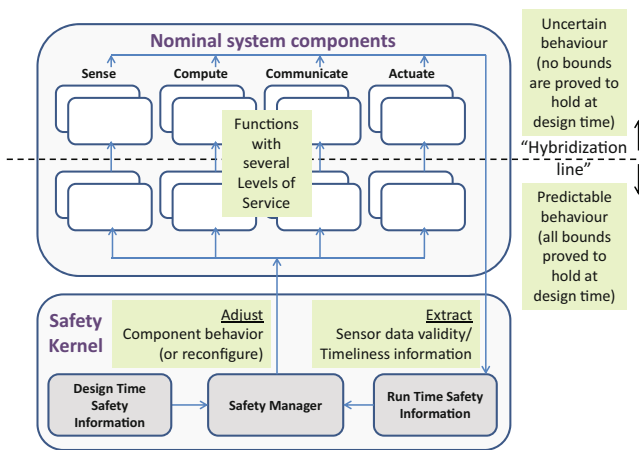 Nominal system components
Sense
Compute
Communicate
Actuate
Functions
with
several
Levels of
Service
Uncertain
behaviour
(no bounds
are proved to
hold at
design time)
“Hybridization
line”
Predictable
behaviour
(all bounds
proved to
hold at
design time)
Safety
Kernel
Adjust
Component behavior
(or reconfigure)
Extract
Sensor data validity/
Timeliness information
Design Time
Safety
Information
Safety Manager
Run Time Safety
Information